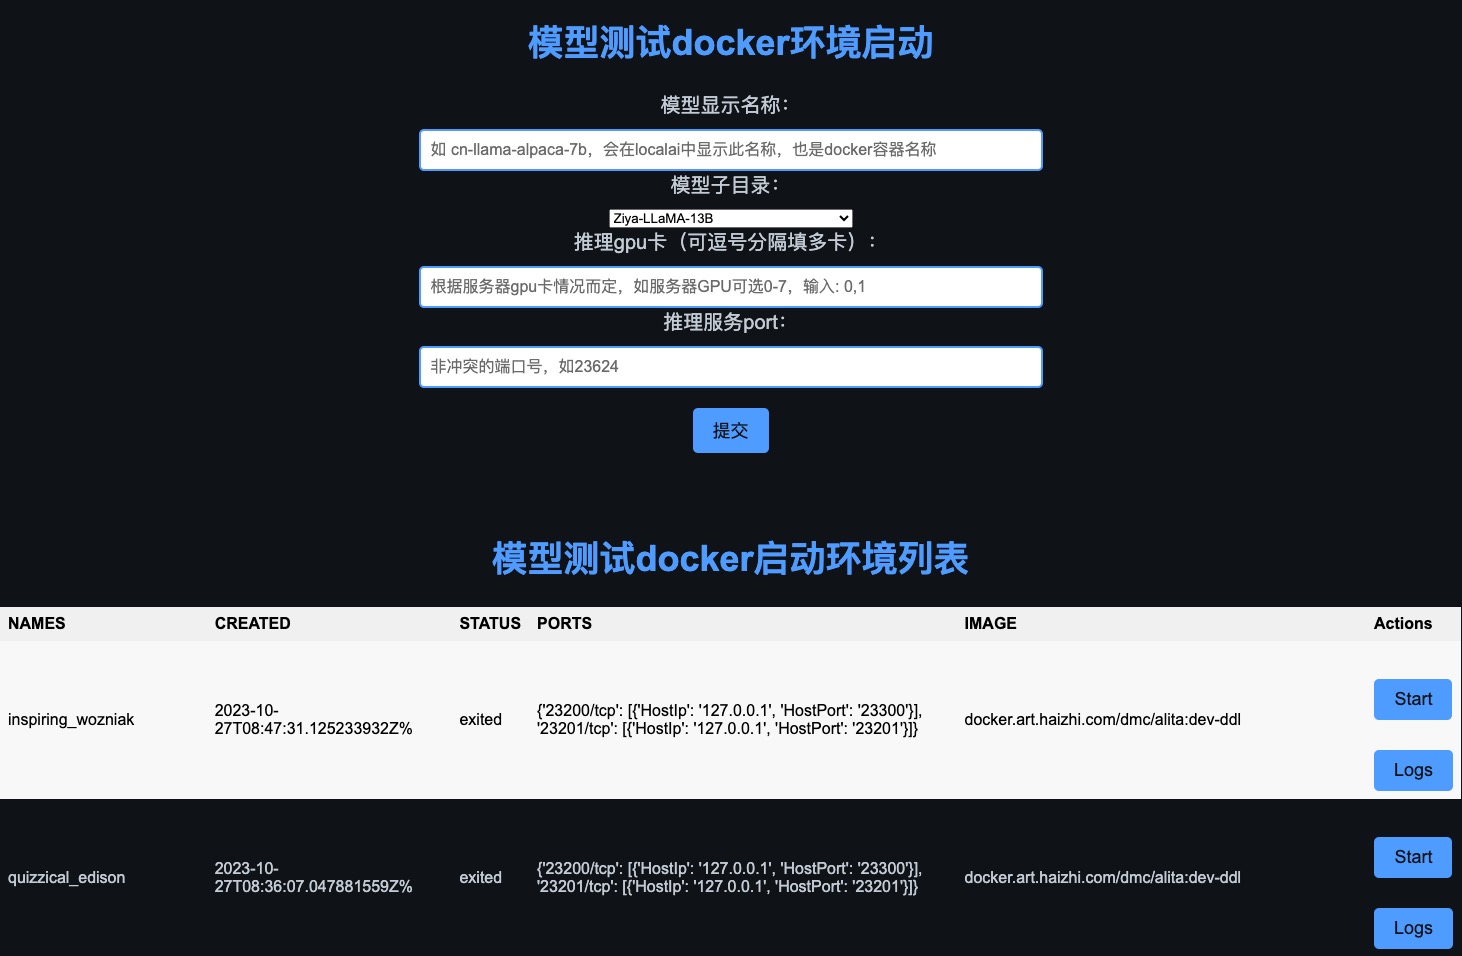 模型测试docker环境启动
模型显示名称：
如 cn-llama-alpaca-7b，会在localai中显示此名称，也是docker容器名称
模型子目录：
Ziya-LLaMA-13B
推理gpu卡（可逗号分隔填多卡）：
根据服务器gpu卡情况而定，如服务器GPU可选0-7，输入: 0,1
推理服务port：
非冲突的端口号，如23624
提交
模型测试docker启动环境列表
NAMES CREATED STATUS PORTS IMAGE Actions
inspiring_wozniak
2023-10-
27T08:47:31.125233932Z%
exited
{'23200/tcp': [{'HostIp': '127.0.0.1', 'HostPort': '23300'}],
'23201/tcp': [{'HostIp': '127.0.0.1', 'HostPort': '23201'}]}
docker.art.haizhi.com/dmc/alita:dev-ddl
Start
Logs
quizzical_edison
2023-10-
27T08:36:07.047881559Z%
exited
{'23200/tcp': [{'HostIp': '127.0.0.1', 'HostPort': '23300'}],
'23201/tcp': [{'HostIp': '127.0.0.1', 'HostPort': '23201'}]}
docker.art.haizhi.com/dmc/alita:dev-ddl
Start
Logs